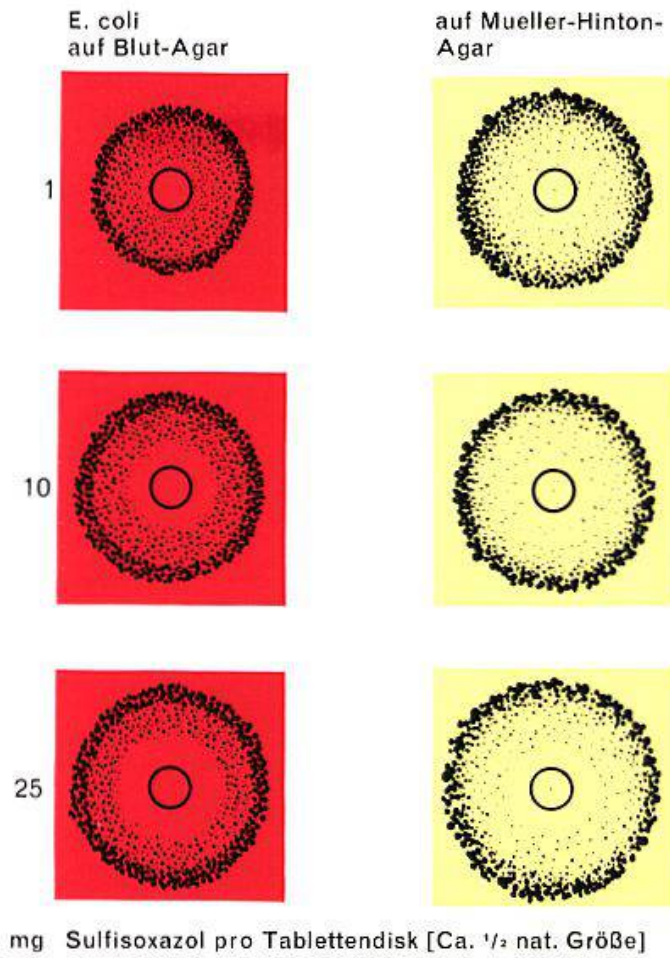 E. coli
auf Blut-Agar
auf Mueller-Hinton-
Agar
1
10
25
mg Sulfisoxazol pro Tablettendisk [Ca. 1/2 nat. Größe]